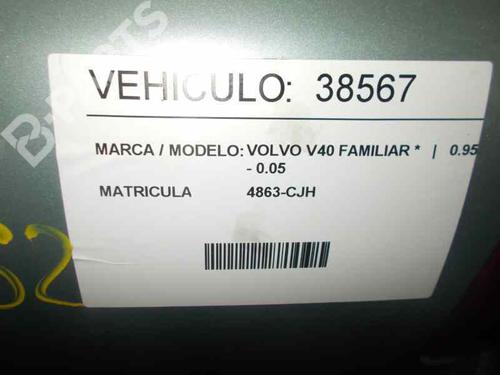 VEHICULO: 38567
MARCA / MODELO: VOLVO V40 FAMILIAR * | 0.95
- 0.05
MATRICULA 4863-CJH